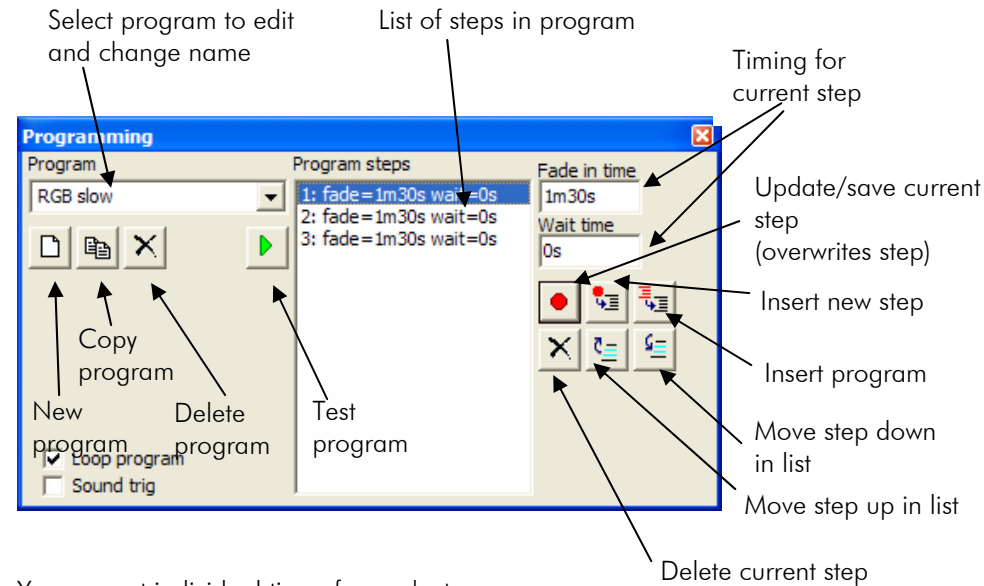 Select program to edit
and change name
List of steps in program
Timing for
current step
Programming
Program
RGB slow
Program steps
1: fade=1m30s wait=0s
2: fade=1m30s wait=0s
3: fade=1m30s wait=0s
Fade in time
1m30s
Wait time
0s
Update/save current
step
(overwrites step)
Insert new step
Insert program
Move step down
in list
Move step up in list
Delete current step
Copy
program
New
program
Delete
program
Test
program
Loop program
Sound trig